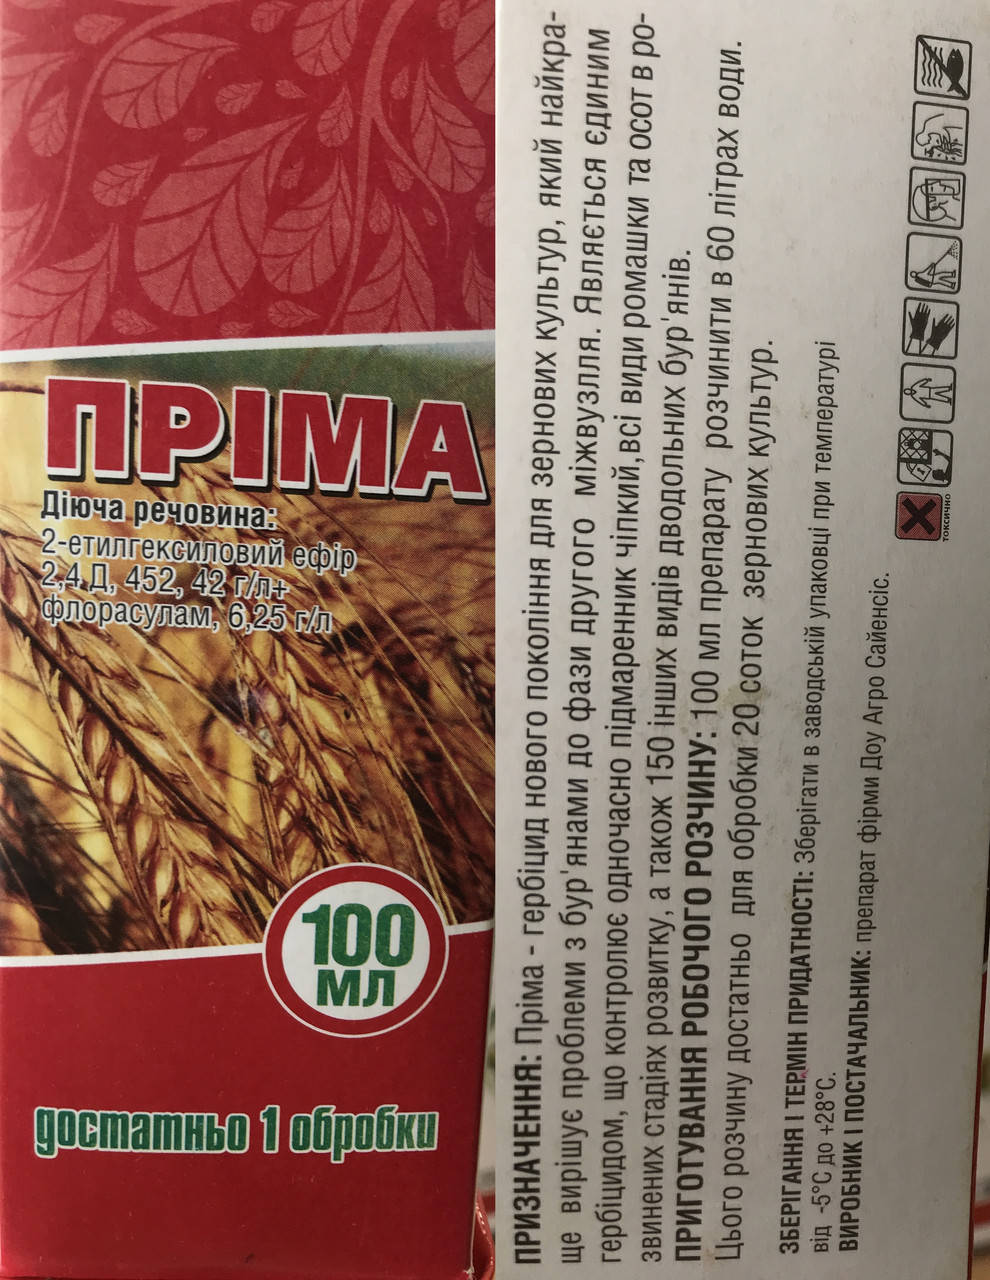 ПРІМА
Діюча речовина:
2-етилгексиловий ефір
2,4 Д, 452, 42 г/л+
флорасулам, 6,25 г/л
100
МЛ
достатньо 1 обробки
ПРИЗНАЧЕННЯ: Пріма - гербіцид нового покоління для зернових культур, який найкра-
ще вирішує проблеми з бур'янами до фази другого міжвузлля. Являється єдиним
гербіцидом, що контролює одночасно підмаренник чіпкий,всі види ромашки та осот в ро-
звинених стадіях розвитку, а також 150 інших видів дводольних бур'янів.
ПРИГОТУВАННЯ РОБОЧОГО РОЗЧИНУ: 100 мл препарату розчинити в 60 літрах води.
Цього розчину достатньо для обробки 20 соток зернових культур.
ЗБЕРІГАННЯ І ТЕРМІН ПРИДАТНОСТІ: Зберігати в заводській упаковці при температурі
від -5°С до +28°С.
ВИРОБНИК І ПОСТАЧАЛЬНИК: препарат фірми Доу Агро Сайенсіс.
ТОКСИЧНО